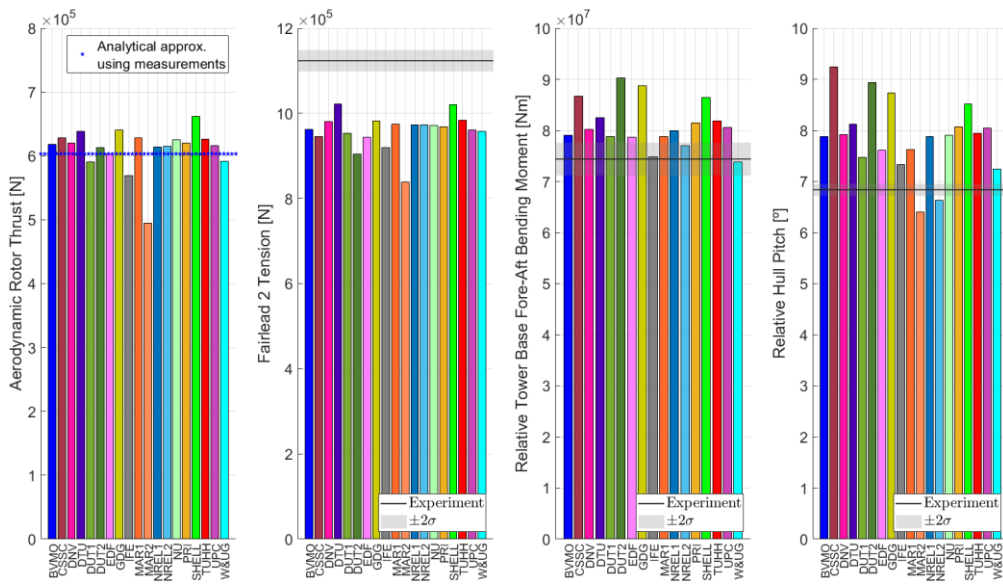 ×10⁵
8
7
6
5
4
3
2
1
0
Aerodynamic Rotor Thrust [N]
Analytical approx.
using measurements
BVMO
CSSC
DNV
DTU
DUT1
DUT2
EDF
GDG
IFE
MAR1
MAR2
NREL1
NREL2
NU
PRI
SHELL
TUHH
UPC
W&UG
×10⁵
12
10
8
6
4
2
0
Fairlead 2 Tension [N]
Experiment
±2σ
BVMO
CSSC
DNV
DTU
DUT1
DUT2
EDF
GDG
IFE
MAR1
MAR2
NREL1
NREL2
NU
PRI
SHELL
TUHH
UPC
W&UG
×10⁷
10
9
8
7
6
5
4
3
2
1
0
Relative Tower Base Fore-Aft Bending Moment [Nm]
Experiment
±2σ
BVMO
CSSC
DNV
DTU
DUT1
DUT2
EDF
GDG
IFE
MAR1
MAR2
NREL1
NREL2
NU
PRI
SHELL
TUHH
UPC
W&UG
10
9
8
7
6
5
4
3
2
1
0
Relative Hull Pitch [º]
Experiment
±2σ
BVMO
CSSC
DNV
DTU
DUT1
DUT2
EDF
GDG
IFE
MAR1
MAR2
NREL1
NREL2
NU
PRI
SHELL
TUHH
UPC
W&UG